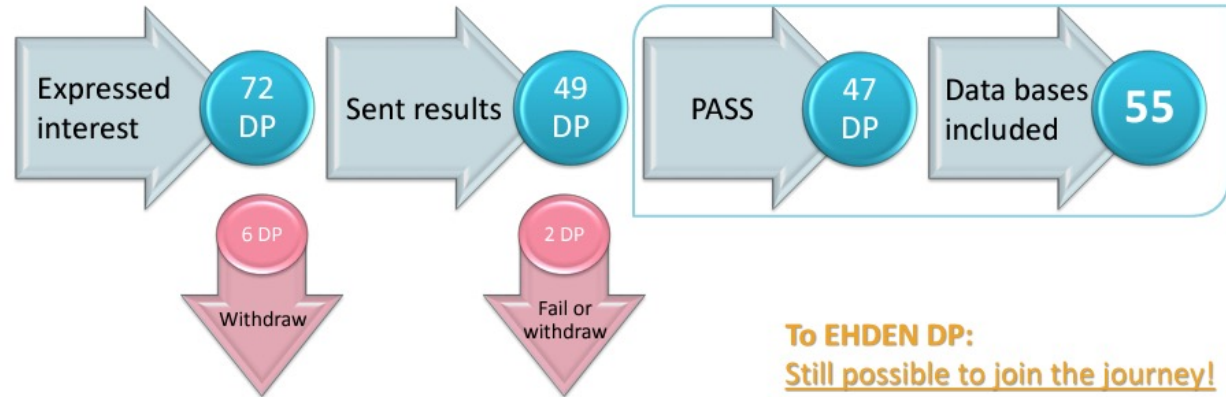 Expressed
interest
72
DP
Sent results
49
DP
PASS
47
DP
Data bases
included
55
6 DP
Withdraw
2 DP
Fail or
withdraw
To EHDEN DP:
Still possible to join the journey!